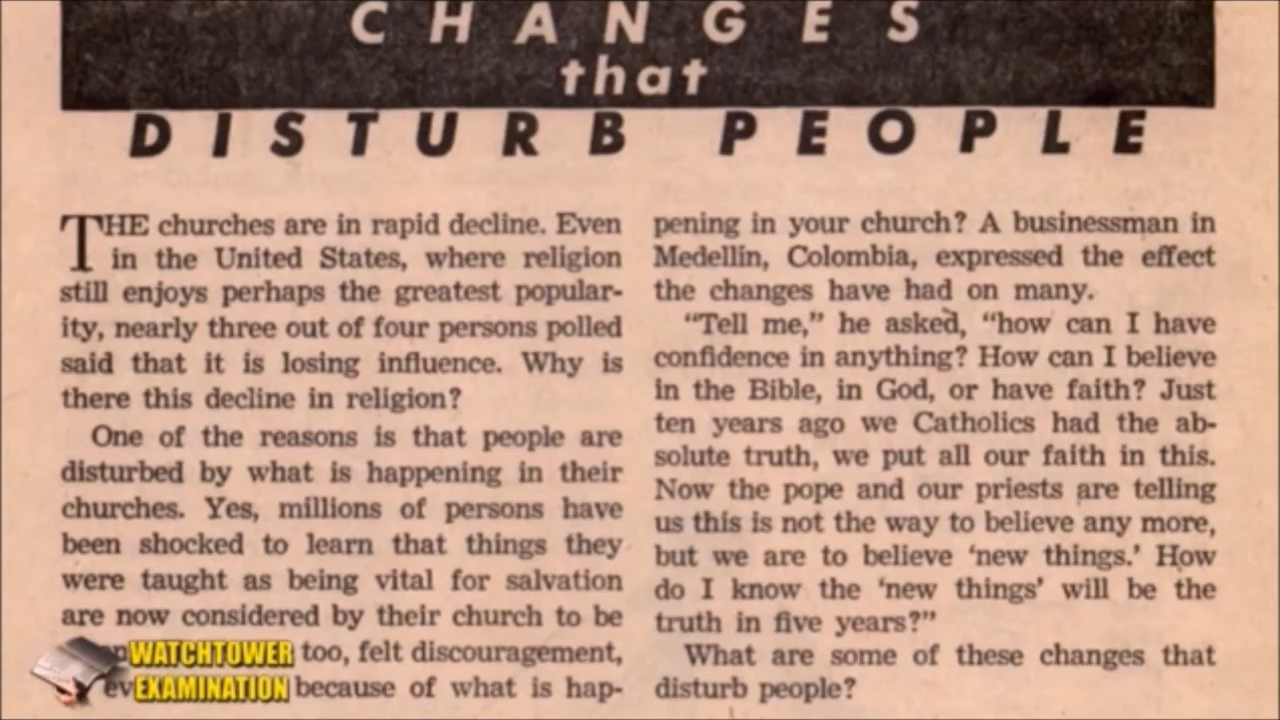 CHANGES
that
DISTURB PEOPLE
THE churches are in rapid decline. Even
in the United States, where religion
still enjoys perhaps the greatest popular-
ity, nearly three out of four persons polled
said that it is losing influence. Why is
there this decline in religion?
One of the reasons is that people are
disturbed by what is happening in their
churches. Yes, millions of persons have
been shocked to learn that things they
were taught as being vital for salvation
are now considered by their church to be
too, felt discouragement,
because of what is hap-
pening in your church? A businessman in
Medellín, Colombia, expressed the effect
the changes have had on many.
"Tell me," he asked, "how can I have
confidence in anything? How can I believe
in the Bible, in God, or have faith? Just
ten years ago we Catholics had the ab-
solute truth, we put all our faith in this.
Now the pope and our priests are telling
us this is not the way to believe any more,
but we are to believe 'new things.' How
do I know the 'new things' will be the
truth in five years?"
What are some of these changes that
disturb people?
WATCHTOWER
EXAMINATION